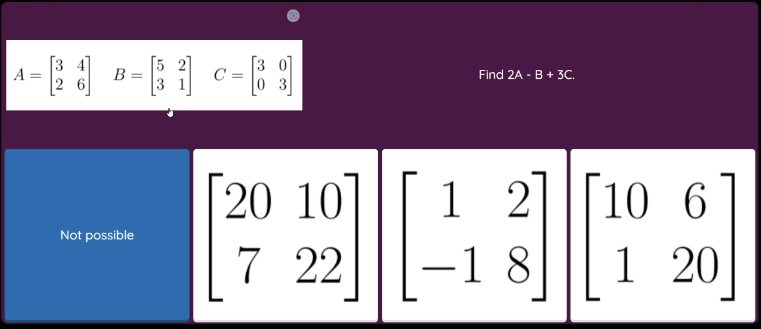 A = [3 4 B = [5 2 C = [3 0
2 6] 3 1] 0 3]
Find 2A - B + 3C.
Not possible
[20 10
7 22]
[1 2
-1 8]
[10 6
1 20]